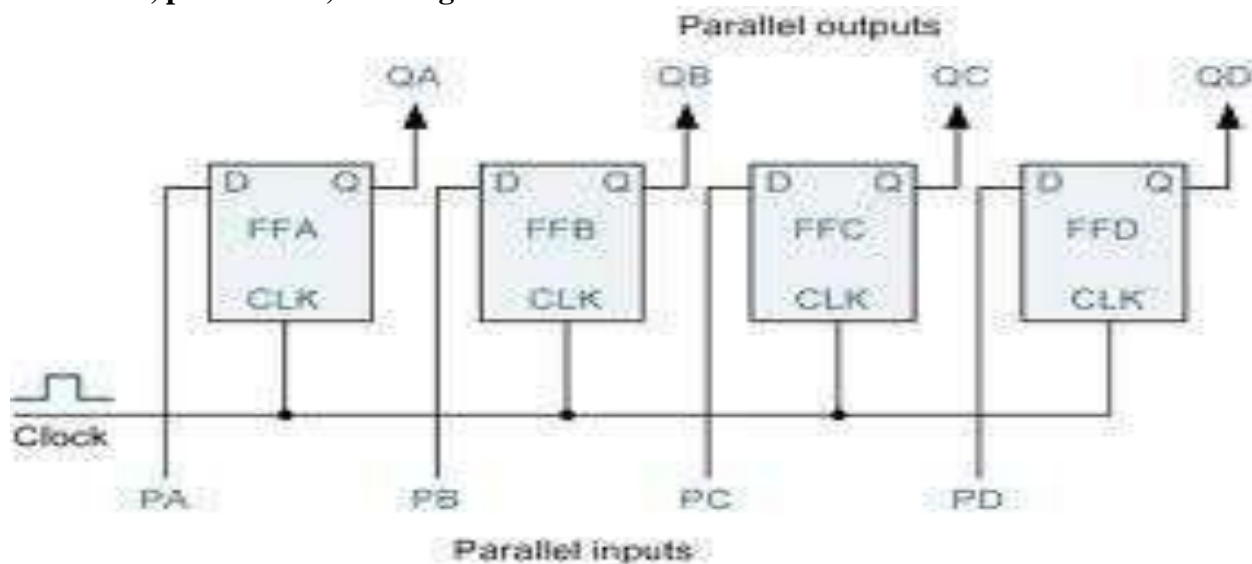 Parallel outputs
QA QB QC QD
D Q D Q D Q D Q
FFA FFB FFC FFD
CLK CLK CLK CLK
Clock
PA PB PC PD
Parallel inputs